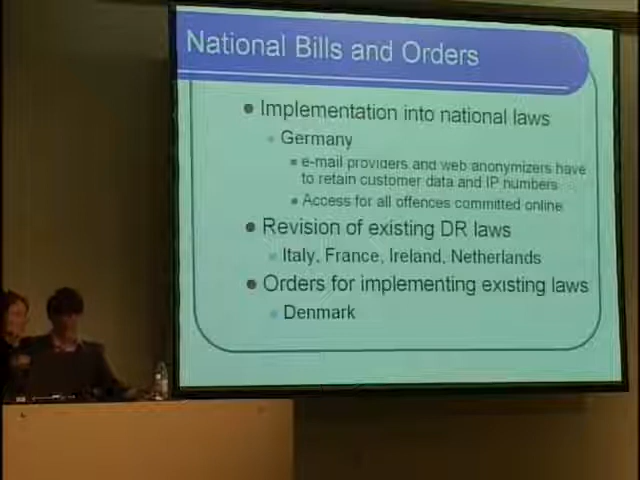 National Bills and Orders
Implementation into national laws
Germany
e-mail providers and web anonymizers have
to retain customer data and IP numbers
Access for all offences committed online
Revision of existing DR laws
Italy, France, Ireland, Netherlands
Orders for implementing existing laws
Denmark